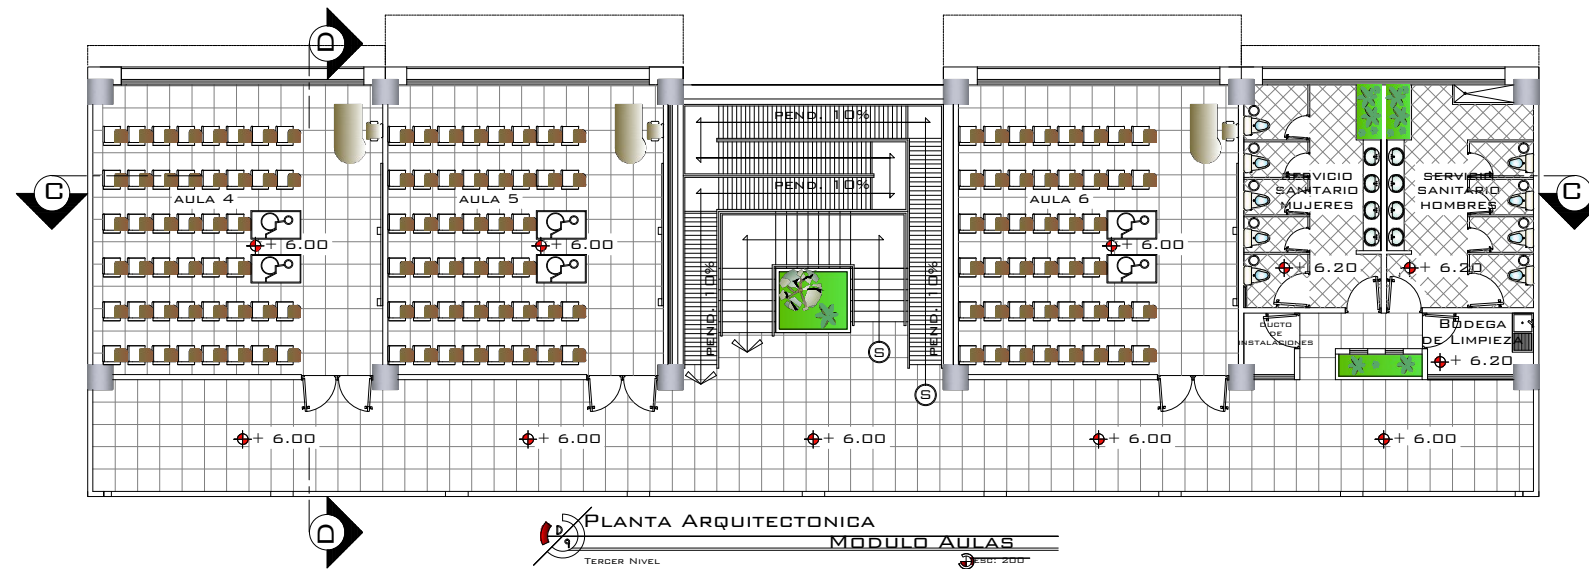 D
PEND. 10%
C
C
PEND. 10%
SERVICIO
SANITARIO
MUJERES
SERVICIO
SANITARIO
HOMBRES
AULA 4
AULA 5
AULA 6
+ 6.00
+ 6.00
+ 6.00
+ 6.20
+ 6.20
PEND. 10%
PEND. 10%
DUCTO
DE
INSTALACIONES
BODEGA
DE LIMPIEZA
+ 6.20
S
S
+ 6.00
+ 6.00
+ 6.00
+ 6.00
+ 6.00
D
D
9
PLANTA ARQUITECTONICA
MODULO AULAS
TERCER NIVEL
ESC: 200